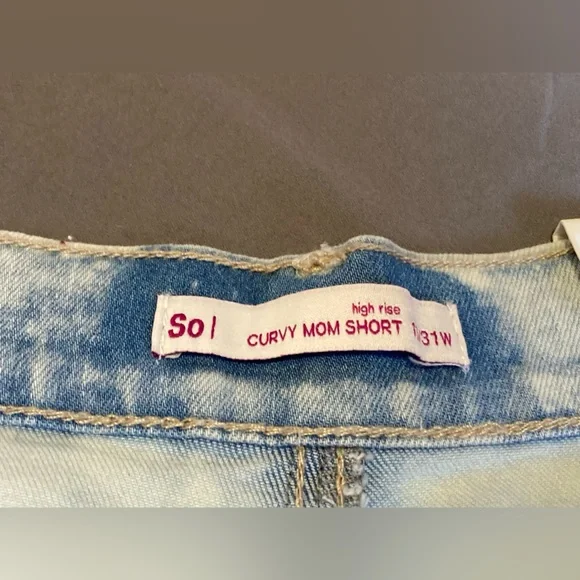 So |
high rise
CURVY MOM SHORT
/31W